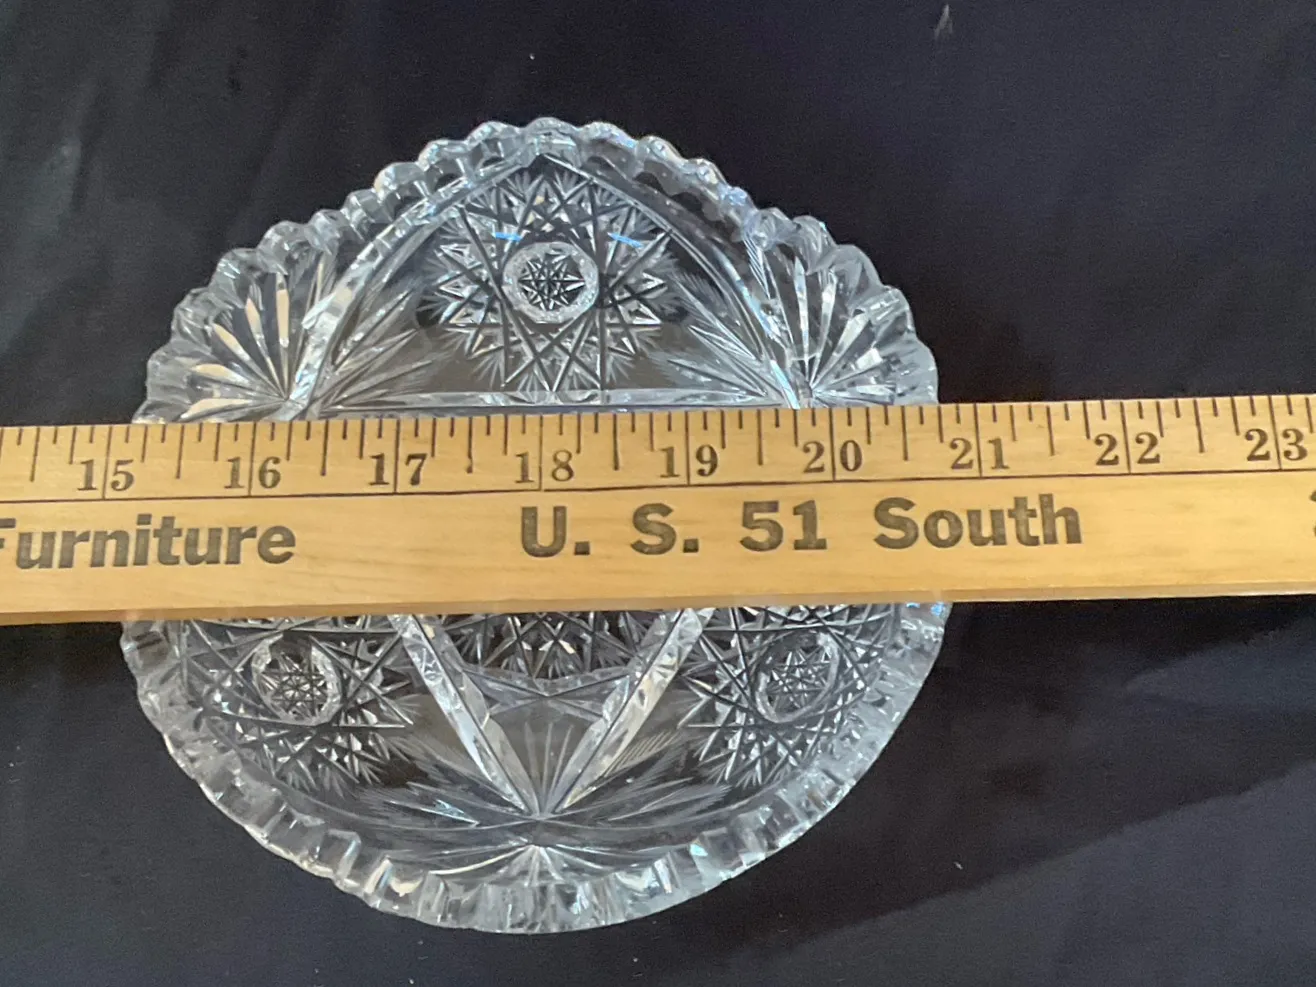 15 16 17 18 19 20 21 22 23
Furniture U. S. 51 South